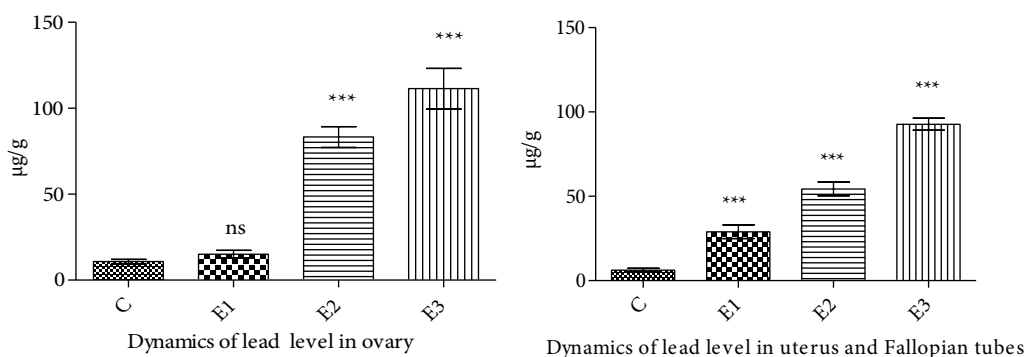 150
100
50
0
μg/g
ns
***
***
C
E1
E2
E3
Dynamics of lead level in ovary
150
100
50
0
μg/g
***
***
***
C
E1
E2
E3
Dynamics of lead level in uterus and Fallopian tubes